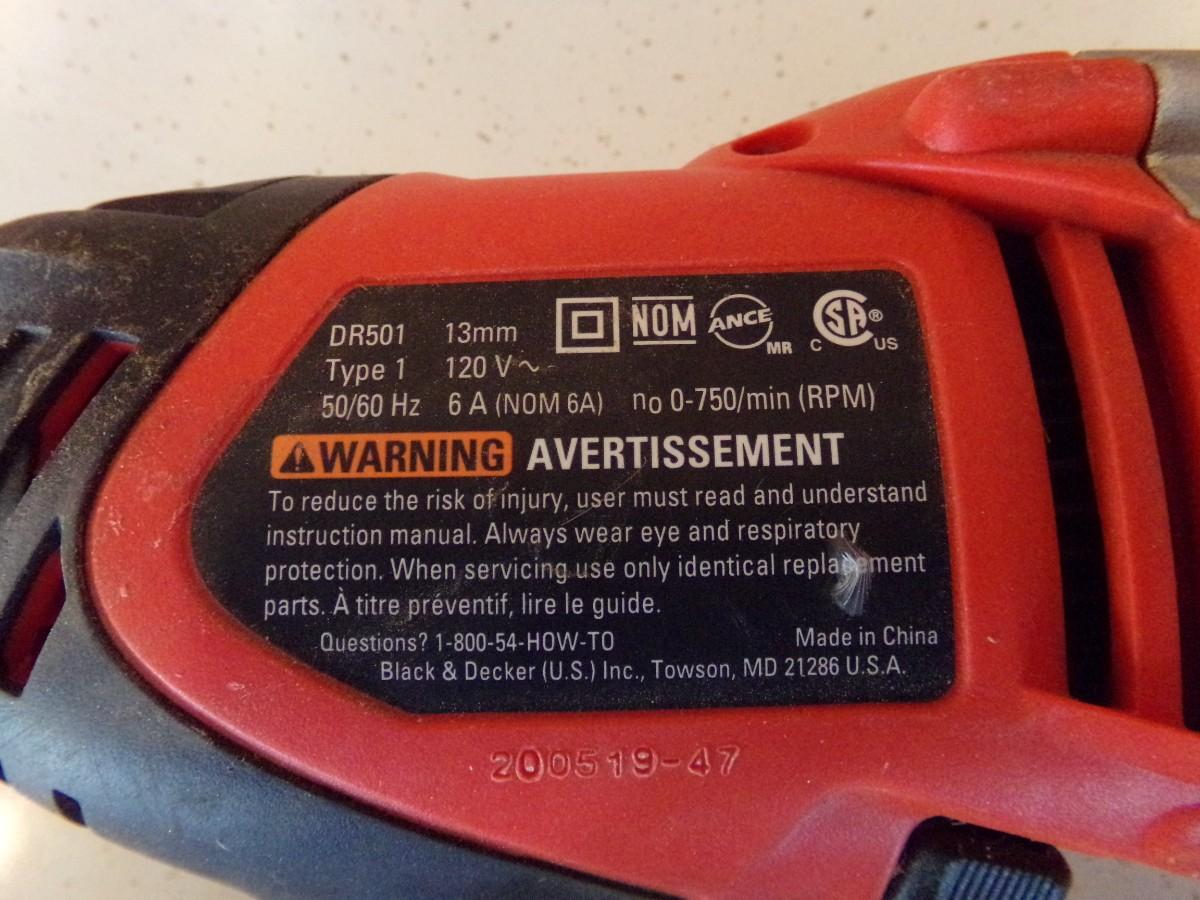 DR501 13mm NOM ANCE MR C SA ® US
Type 1 120 V ~
50/60 Hz 6 A (NOM 6A) no 0-750/min (RPM)
WARNING AVERTISSEMENT
To reduce the risk of injury, user must read and understand
instruction manual. Always wear eye and respiratory
protection. When servicing use only identical replacement
parts. À titre préventif, lire le guide.
Questions? 1-800-54-HOW-TO Made in China
Black & Decker (U.S.) Inc., Towson, MD 21286 U.S.A.
200519-47